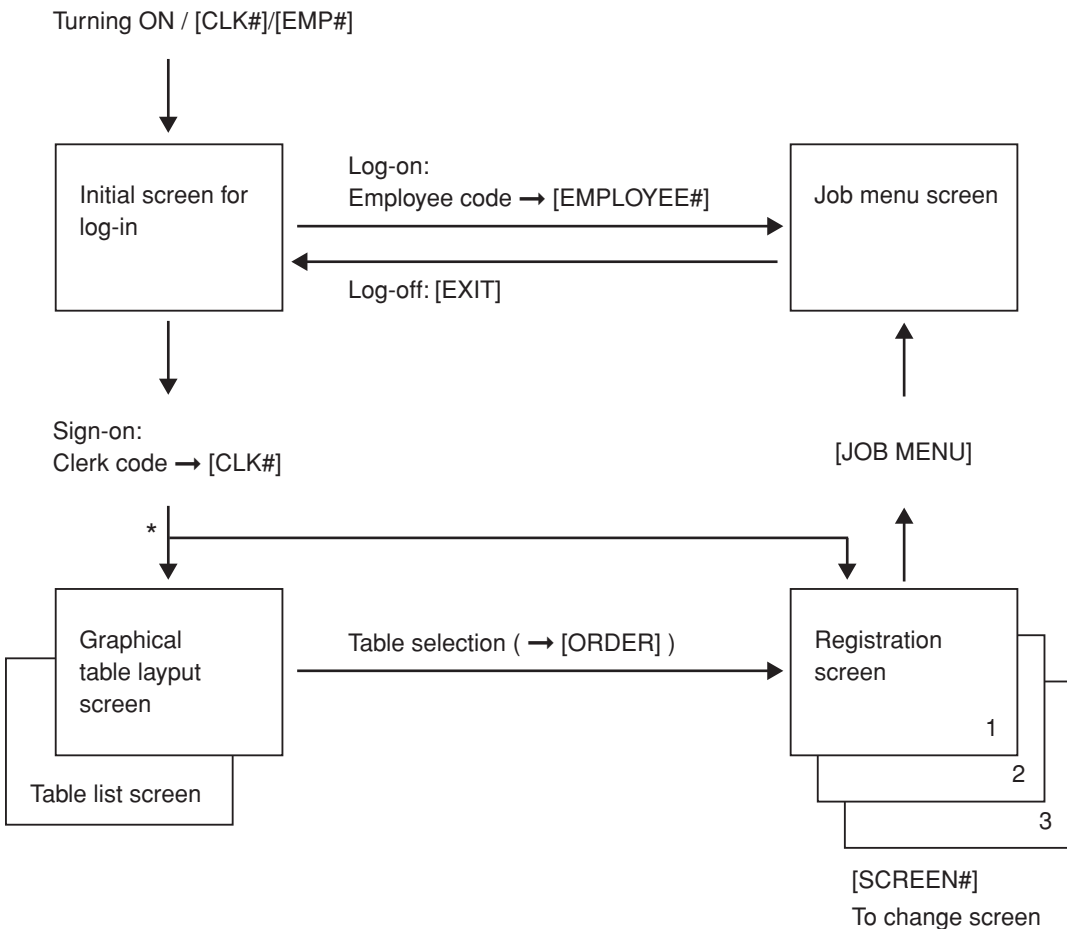 Turning ON / [CLK#]/[EMP#]
Initial screen for
log-in
Log-on:
Employee code → [EMPLOYEE#]
Log-off: [EXIT]
Job menu screen
Sign-on:
Clerk code → [CLK#]
[JOB MENU]
*
Graphical
table layput
screen
Table list screen
Table selection ( → [ORDER] )
Registration
screen
1
2
3
[SCREEN#]
To change screen